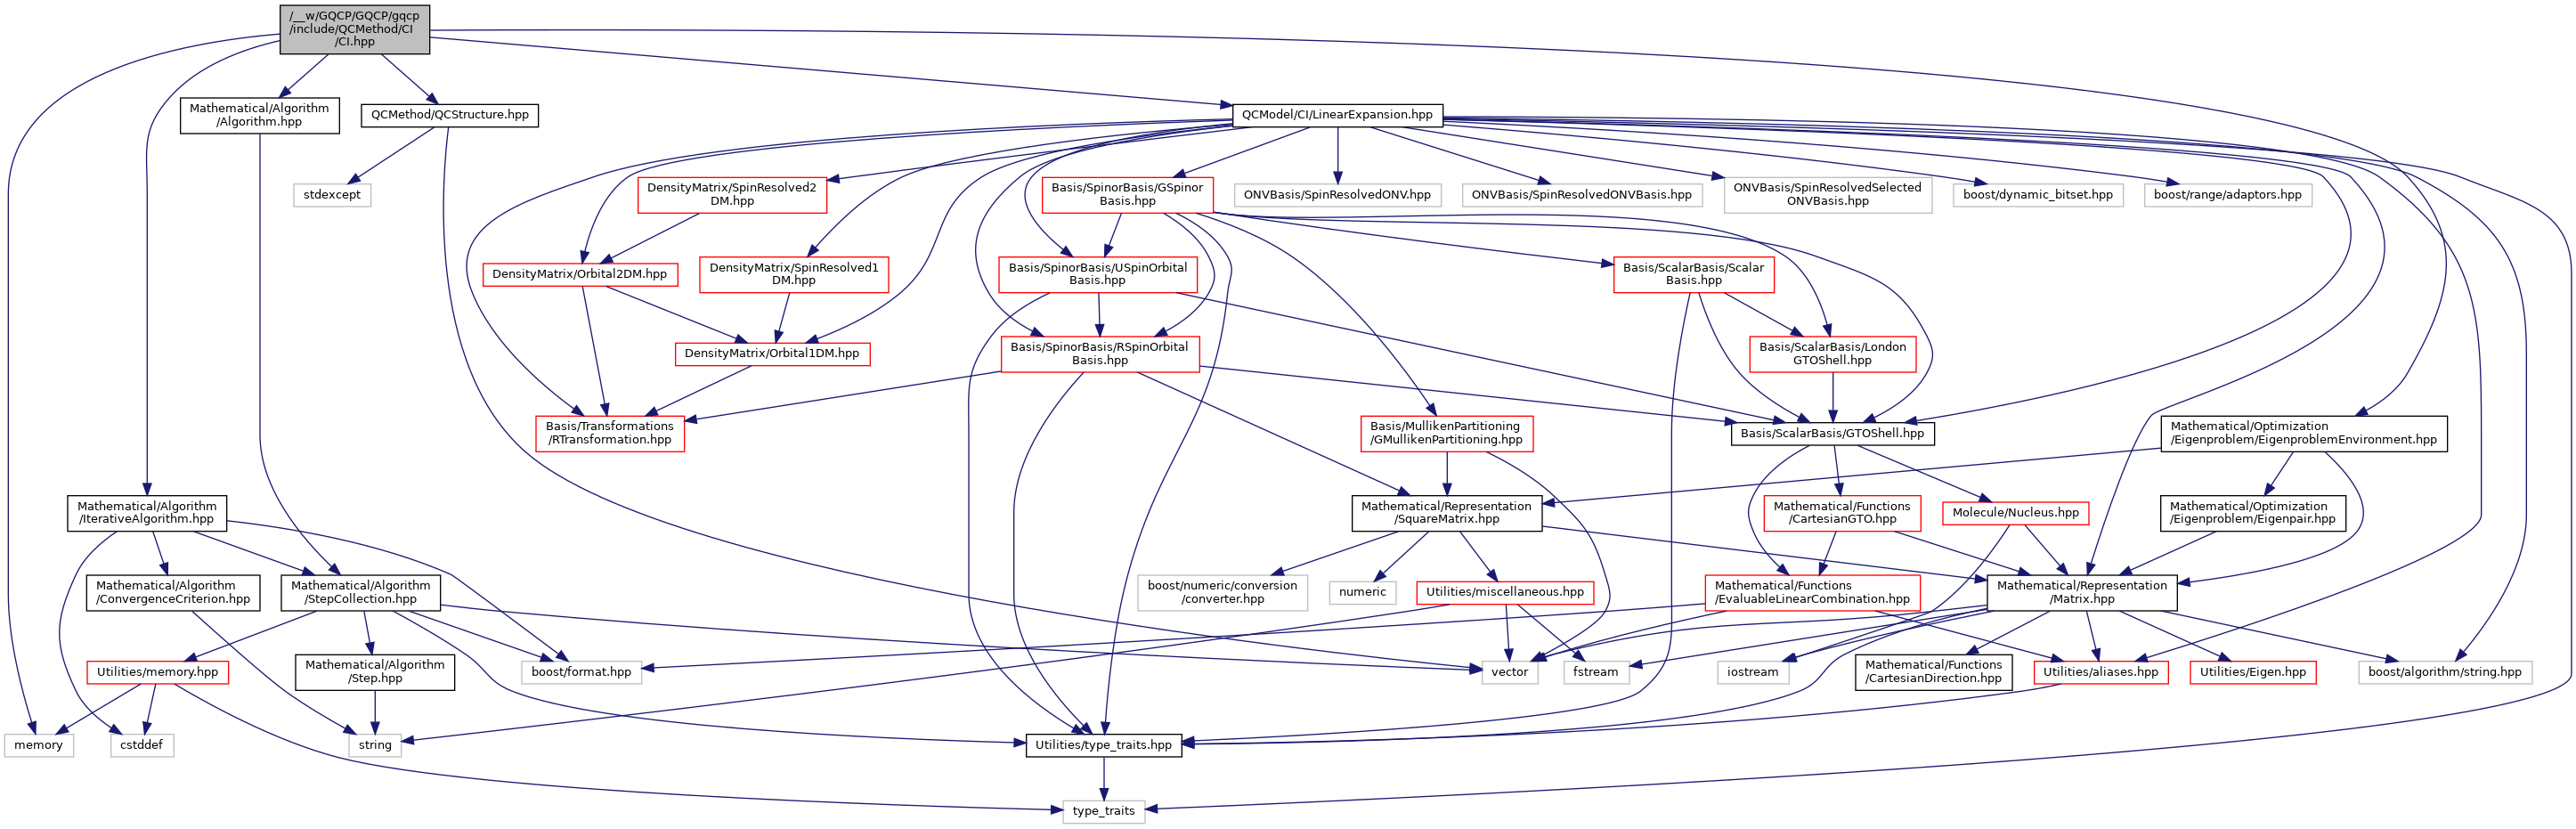 /__w/GQCP/GQCP/gqcp
/include/QCMethod/CI
/CI.hpp
Mathematical/Algorithm
/Algorithm.hpp
QCMethod/QCStructure.hpp
QCModel/CI/LinearExpansion.hpp
stdexcept
DensityMatrix/SpinResolved2
DM.hpp
Basis/SpinorBasis/GSpinor
Basis.hpp
ONVBasis/SpinResolvedONV.hpp
ONVBasis/SpinResolvedONVBasis.hpp
ONVBasis/SpinResolvedSelected
ONVBasis.hpp
boost/dynamic_bitset.hpp
boost/range/adaptors.hpp
DensityMatrix/Orbital2DM.hpp
DensityMatrix/SpinResolved1
DM.hpp
Basis/SpinorBasis/USpinOrbital
Basis.hpp
Basis/ScalarBasis/Scalar
Basis.hpp
DensityMatrix/Orbital1DM.hpp
Basis/SpinorBasis/RSpinOrbital
Basis.hpp
Basis/ScalarBasis/London
GTOShell.hpp
Basis/Transformations
/RTransformation.hpp
Basis/MullikenPartitioning
/GMullikenPartitioning.hpp
Basis/ScalarBasis/GTOShell.hpp
Mathematical/Optimization
/Eigenproblem/EigenproblemEnvironment.hpp
Mathematical/Algorithm
/IterativeAlgorithm.hpp
Mathematical/Representation
/SquareMatrix.hpp
Mathematical/Functions
/CartesianGTO.hpp
Molecule/Nucleus.hpp
Mathematical/Optimization
/Eigenproblem/Eigenpair.hpp
Mathematical/Algorithm
/ConvergenceCriterion.hpp
Mathematical/Algorithm
/StepCollection.hpp
boost/numeric/conversion
/converter.hpp
numeric
Utilities/miscellaneous.hpp
Mathematical/Functions
/EvaluableLinearCombination.hpp
Mathematical/Representation
/Matrix.hpp
Utilities/memory.hpp
Mathematical/Algorithm
/Step.hpp
boost/format.hpp
vector
fstream
iostream
Mathematical/Functions
/CartesianDirection.hpp
Utilities/aliases.hpp
Utilities/Eigen.hpp
boost/algorithm/string.hpp
memory
cstddef
string
Utilities/type_traits.hpp
type_traits